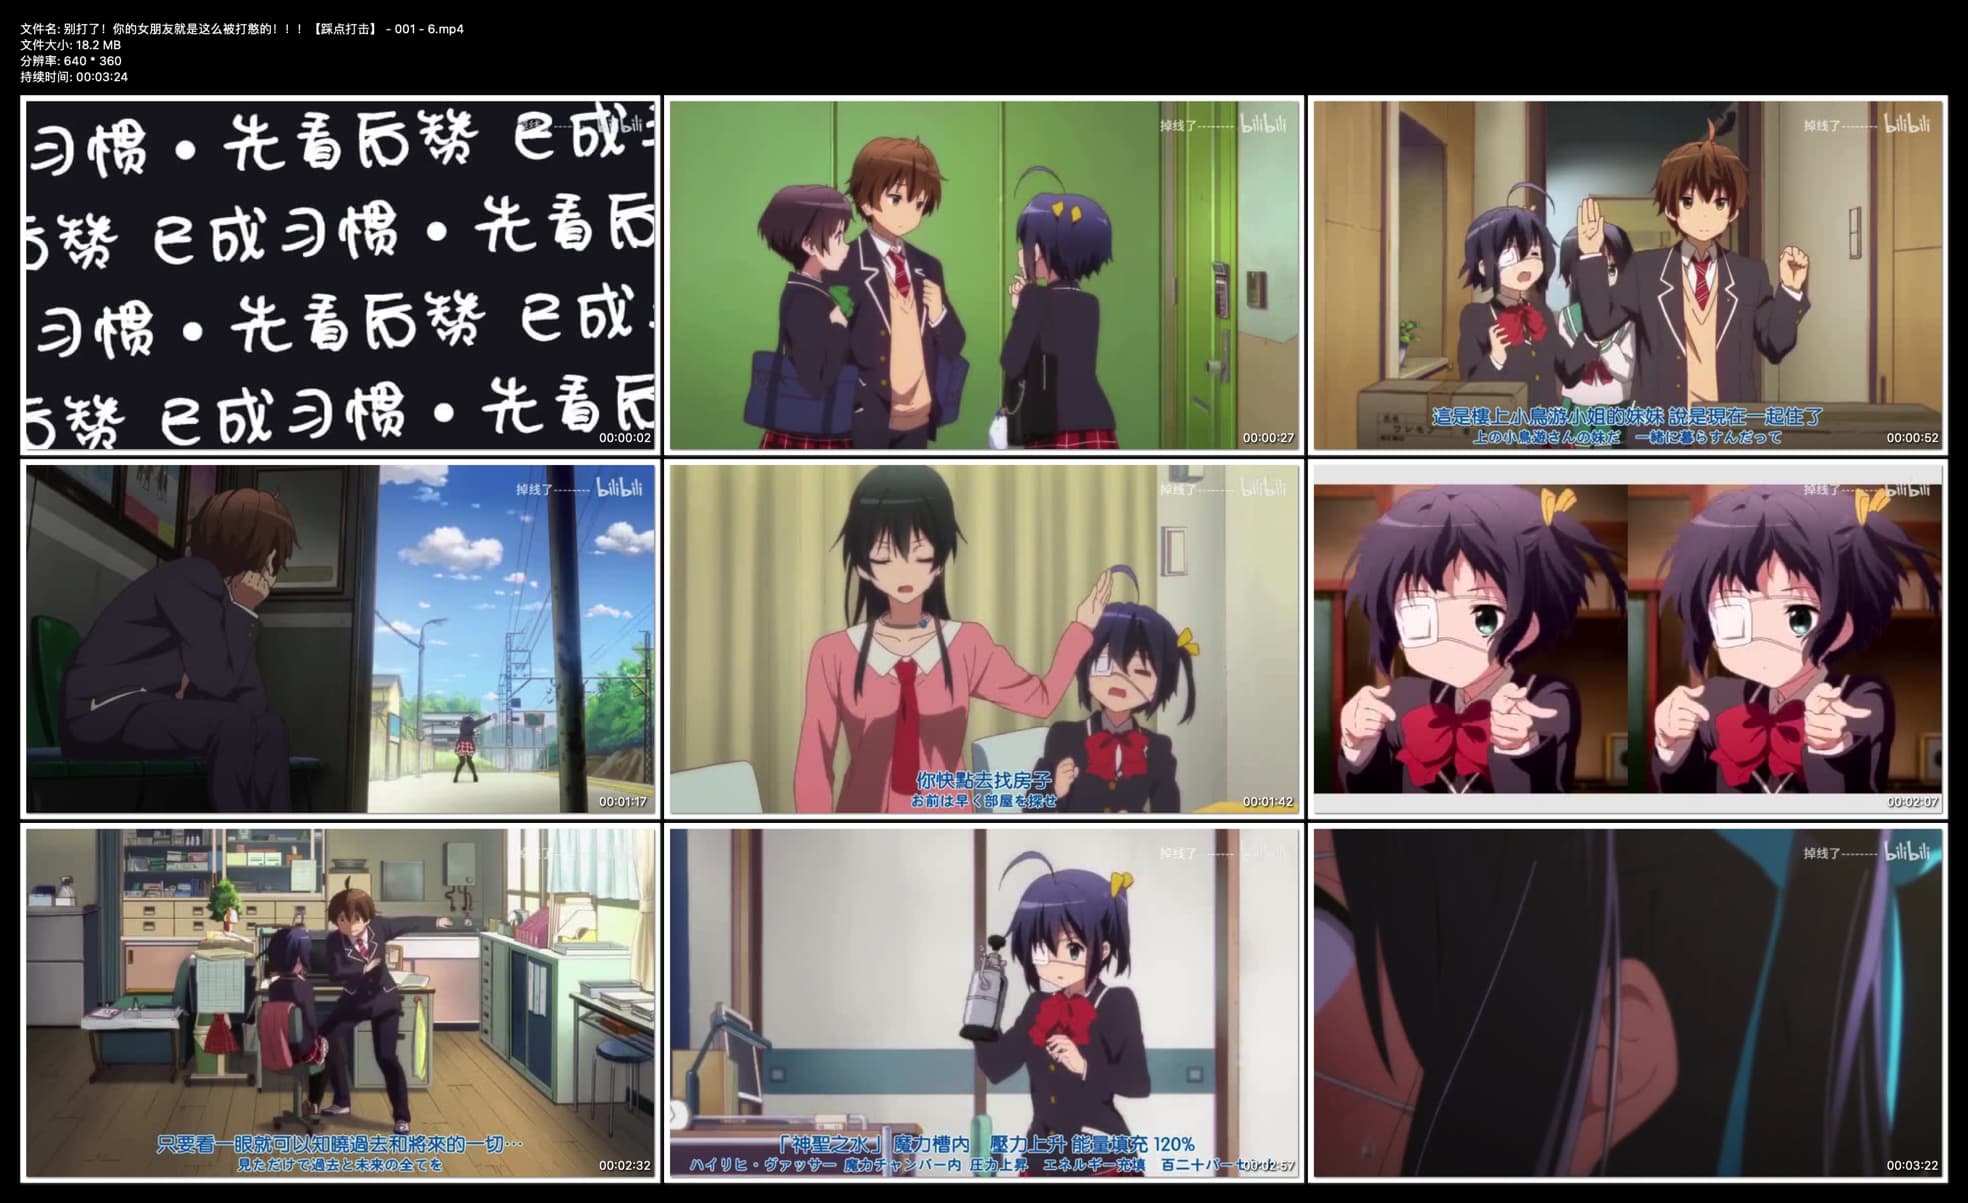 文件名: 别打了！你的女朋友就是这么被打憨的！！！【踩点打击】 - 001 - 6.mp4
文件大小: 18.2 MB
分辨率: 640 * 360
持续时间: 00:03:24
习惯·先看后赞 已成习
bilibili
后赞 已成习惯·先看后
习惯·先看后赞 已成习
后赞 已成习惯·先看后
00:00:02
掉线了-------- bilibili
00:00:27
掉线了-------- bilibili
這是樓上小鳥游小姐的妹妹 說是現在一起住了
上の小鳥遊さんの妹だ 一緒に暮らすんだって
00:00:52
掉线了-------- bilibili
00:01:17
掉线了-------- bilibili
你快點去找房子
お前は早く部屋を探せ
00:01:42
掉线了-------- bilibili
00:02:07
只要看一眼就可以知曉過去和將來的一切…
見ただけで過去と未来の全てを
00:02:32
掉线了-------- bilibili
「神聖之水」魔力槽內 壓力上升 能量填充 120%
ハイリヒ・ヴァッサー 魔力チャンバー内 圧力上昇 エネルギー充填 百二十パーセント
00:02:57
掉线了-------- bilibili
00:03:22